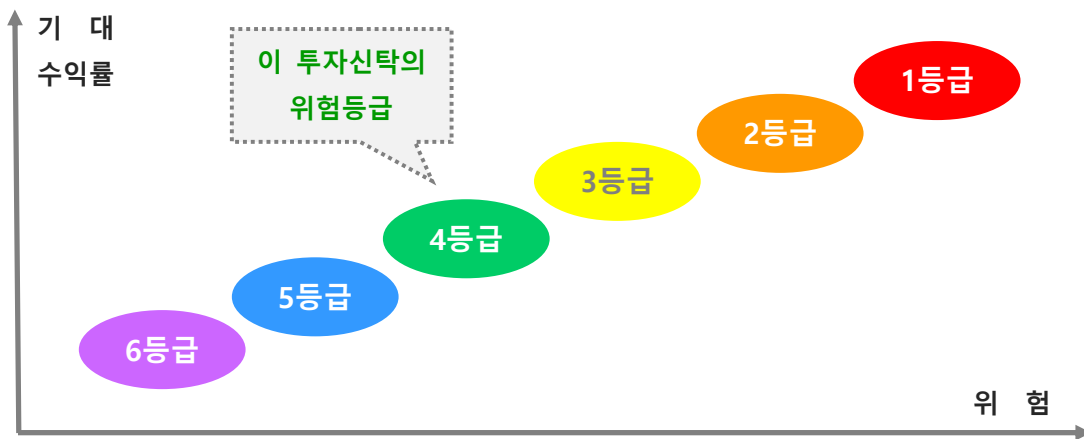 기 대
수익률
이 투자신탁의
위험등급
1등급
2등급
3등급
4등급
5등급
6등급
위 험